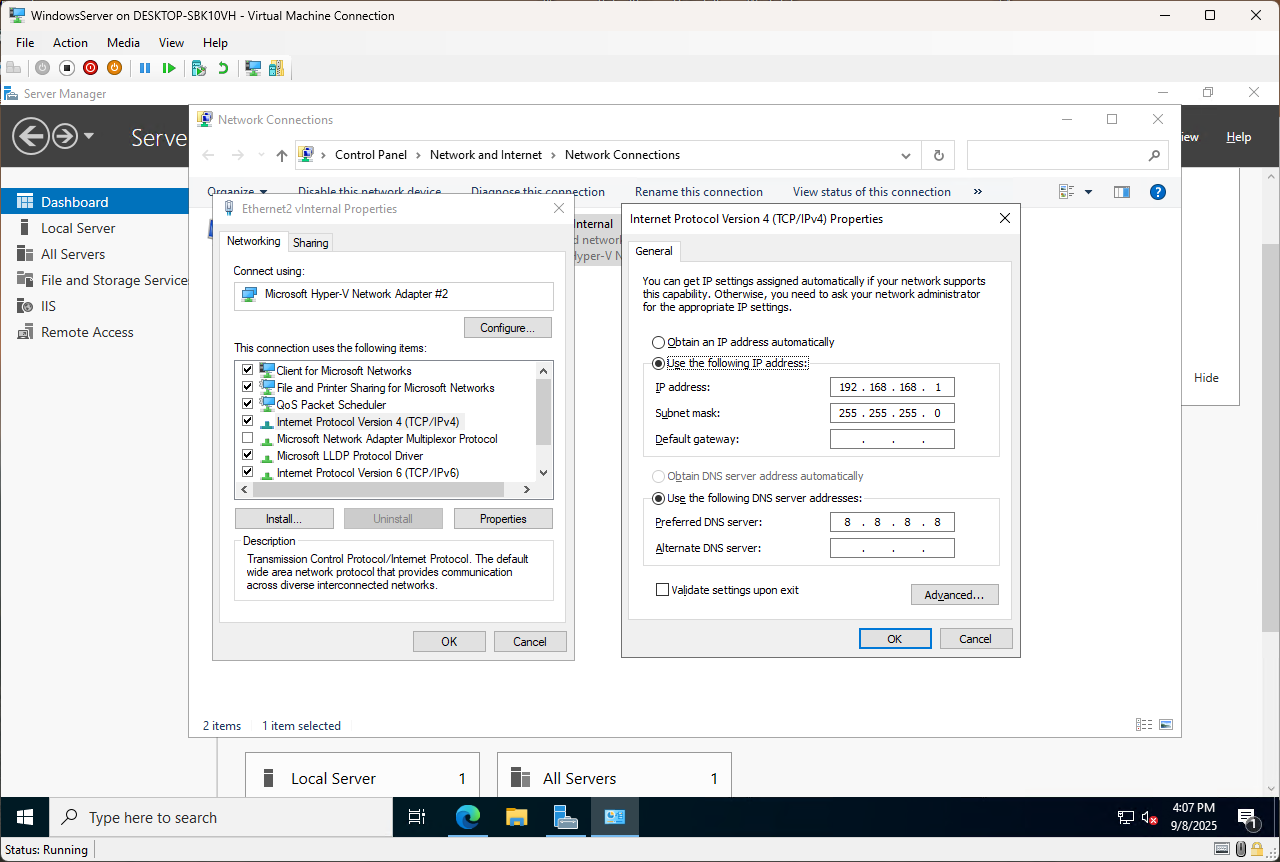 WindowsServer on DESKTOP-SBK10VH - Virtual Machine Connection
File Action Media View Help
Server Manager
Serve
iew Help
Dashboard
Local Server
All Servers
File and Storage Service
IIS
Remote Access
Network Connections
Control Panel Network and Internet Network Connections
Organize Disable this network device Diagnose this connection Rename this connection View status of this connection »
Internal
d network
Hyper-V N
Ethernet2 vInternal Properties
Networking Sharing
Connect using:
Microsoft Hyper-V Network Adapter #2
Configure...
This connection uses the following items:
Client for Microsoft Networks
File and Printer Sharing for Microsoft Networks
QoS Packet Scheduler
Internet Protocol Version 4 (TCP/IPv4)
Microsoft Network Adapter Multiplexor Protocol
Microsoft LLDP Protocol Driver
Internet Protocol Version 6 (TCP/IPv6)
Install... Uninstall Properties
Description
Transmission Control Protocol/Internet Protocol. The default
wide area network protocol that provides communication
across diverse interconnected networks.
OK Cancel
Internet Protocol Version 4 (TCP/IPv4) Properties
General
You can get IP settings assigned automatically if your network supports
this capability. Otherwise, you need to ask your network administrator
for the appropriate IP settings.
Obtain an IP address automatically
Use the following IP address:
IP address: 192 . 168 . 168 . 1
Subnet mask: 255 . 255 . 255 . 0
Default gateway: . . .
Obtain DNS server address automatically
Use the following DNS server addresses:
Preferred DNS server: 8 . 8 . 8 . 8
Alternate DNS server: . . .
Validate settings upon exit
Advanced...
OK Cancel
Hide
2 items 1 item selected
Local Server 1
All Servers 1
Type here to search
4:07 PM
9/8/2025
1
Status: Running